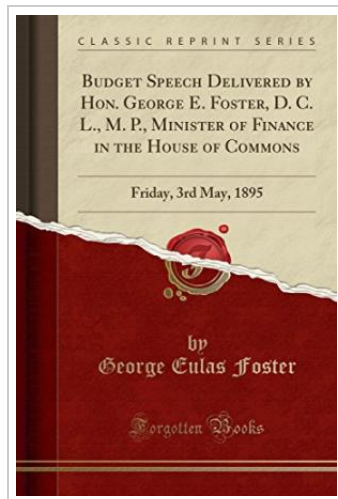 CLASSIC REPRINT SERIES
BUDGET SPEECH DELIVERED BY
HON. GEORGE E. FOSTER, D. C.
L., M. P., MINISTER OF FINANCE
IN THE HOUSE OF COMMONS
Friday, 3rd May, 1895
by
George Eulas Foster
Forgotten Books